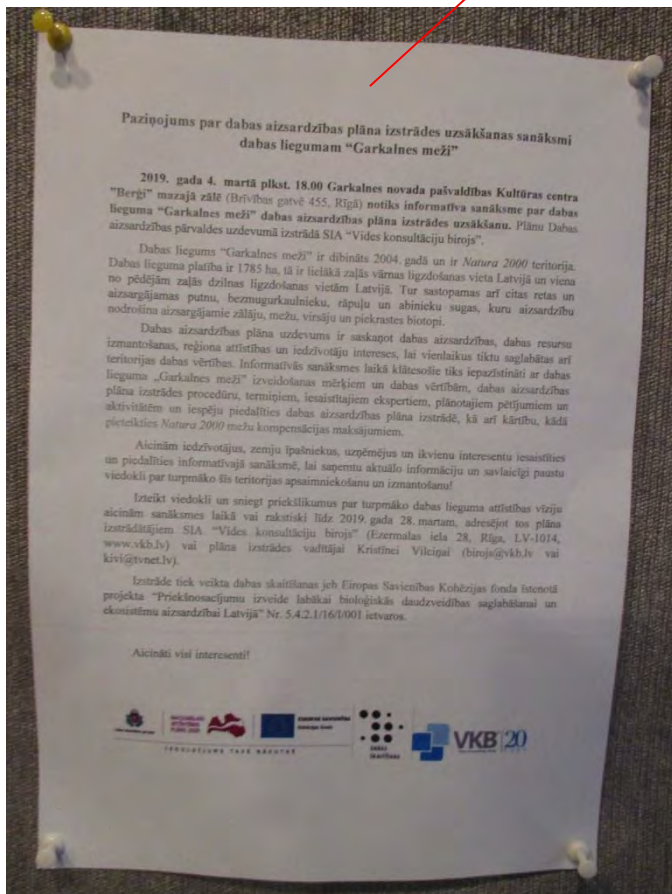 Paziņojums par dabas aizsardzības plāna izstrādes uzsākšanas sanāksmi
dabas liegumam “Garkalnes meži”
2019. gada 4. martā plkst. 18.00 Garkalnes novada pašvaldības Kultūras centra
"Berģi” mazajā zālē (Brīvības gatvē 455, Rīgā) notiks informatīva sanāksme par dabas
lieguma “Garkalnes meži” dabas aizsardzības plāna izstrādes uzsākšanu. Plānu Dabas
aizsardzības pārvaldes uzdevumā izstrādā SIA “Vides konsultāciju birojs”.
Dabas liegums “Garkalnes meži” ir dibināts 2004. gadā un ir Natura 2000 teritorija.
Dabas lieguma platība ir 1785 ha, tā ir lielākā zaļās vārnas ligzdošanas vieta Latvijā un viena
no pēdējām zaļās dzilnas ligzdošanas vietām Latvijā. Tur sastopamas arī citas retas un
aizsargājamas putnu, bezmugurkaulnieku, rāpuļu un abinieku sugas, kuru aizsardzību
nodrošina aizsargājamie zālāju, mežu, virsāju un piekrastes biotopi.
Dabas aizsardzības plāna uzdevums ir saskaņot dabas aizsardzības, dabas resursu
izmantošanas, reģiona attīstības un iedzīvotāju intereses, lai vienlaikus tiktu saglabātas arī
teritorijas dabas vērtības. Informatīvās sanāksmes laikā klātesošie tiks iepazīstināti ar dabas
lieguma „Garkalnes meži” izveidošanas mērķiem un dabas vērtībām, dabas aizsardzības
plāna izstrādes procedūru, termiņiem, iesaistītajiem ekspertiem, plānotajiem pētījumiem un
aktivitātēm un iespēju piedalīties dabas aizsardzības plāna izstrādē, kā arī kārtību, kādā
pieteikties Natura 2000 mežu kompensācijas maksājumiem.
Aicinām iedzīvotājus, zemju īpašniekus, uzņēmējus un ikvienu interesentu iesaistīties
un piedalīties informatīvajā sanāksmē, lai saņemtu aktuālo informāciju un savlaicīgi paustu
viedokli par turpmāko šīs teritorijas apsaimniekošanu un izmantošanu!
Izteikt viedokli un sniegt priekšlikumus par turpmāko dabas lieguma attīstības vīziju
aicinām sanāksmes laikā vai rakstiski līdz 2019. gada 28. martam, adresējot tos plāna
izstrādātājiem SIA “Vides konsultāciju birojs” (Ezermalas iela 28, Rīga, LV-1014,
www.vkb.lv) vai plāna izstrādes vadītājai Kristīnei Vilciņai (birojs@vkb.lv vai
kivi@tvnet.lv).
Izstrāde tiek veikta dabas skaitīšanas jeb Eiropas Savienības Kohēzijas fonda īstenotā
projekta “Priekšnosacījumu izveide labākai bioloģiskās daudzveidības saglabāšanai un
ekosistēmu aizsardzībai Latvijā” Nr. 5.4.2.1/16/I/001 ietvaros.
Aicināti visi interesenti!
EIROPAS SAVIENĪBA
DABAS
SKAITĪŠANA
VKB 20
IEGULDĪJUMS TAVĀ NĀKOTNĒ